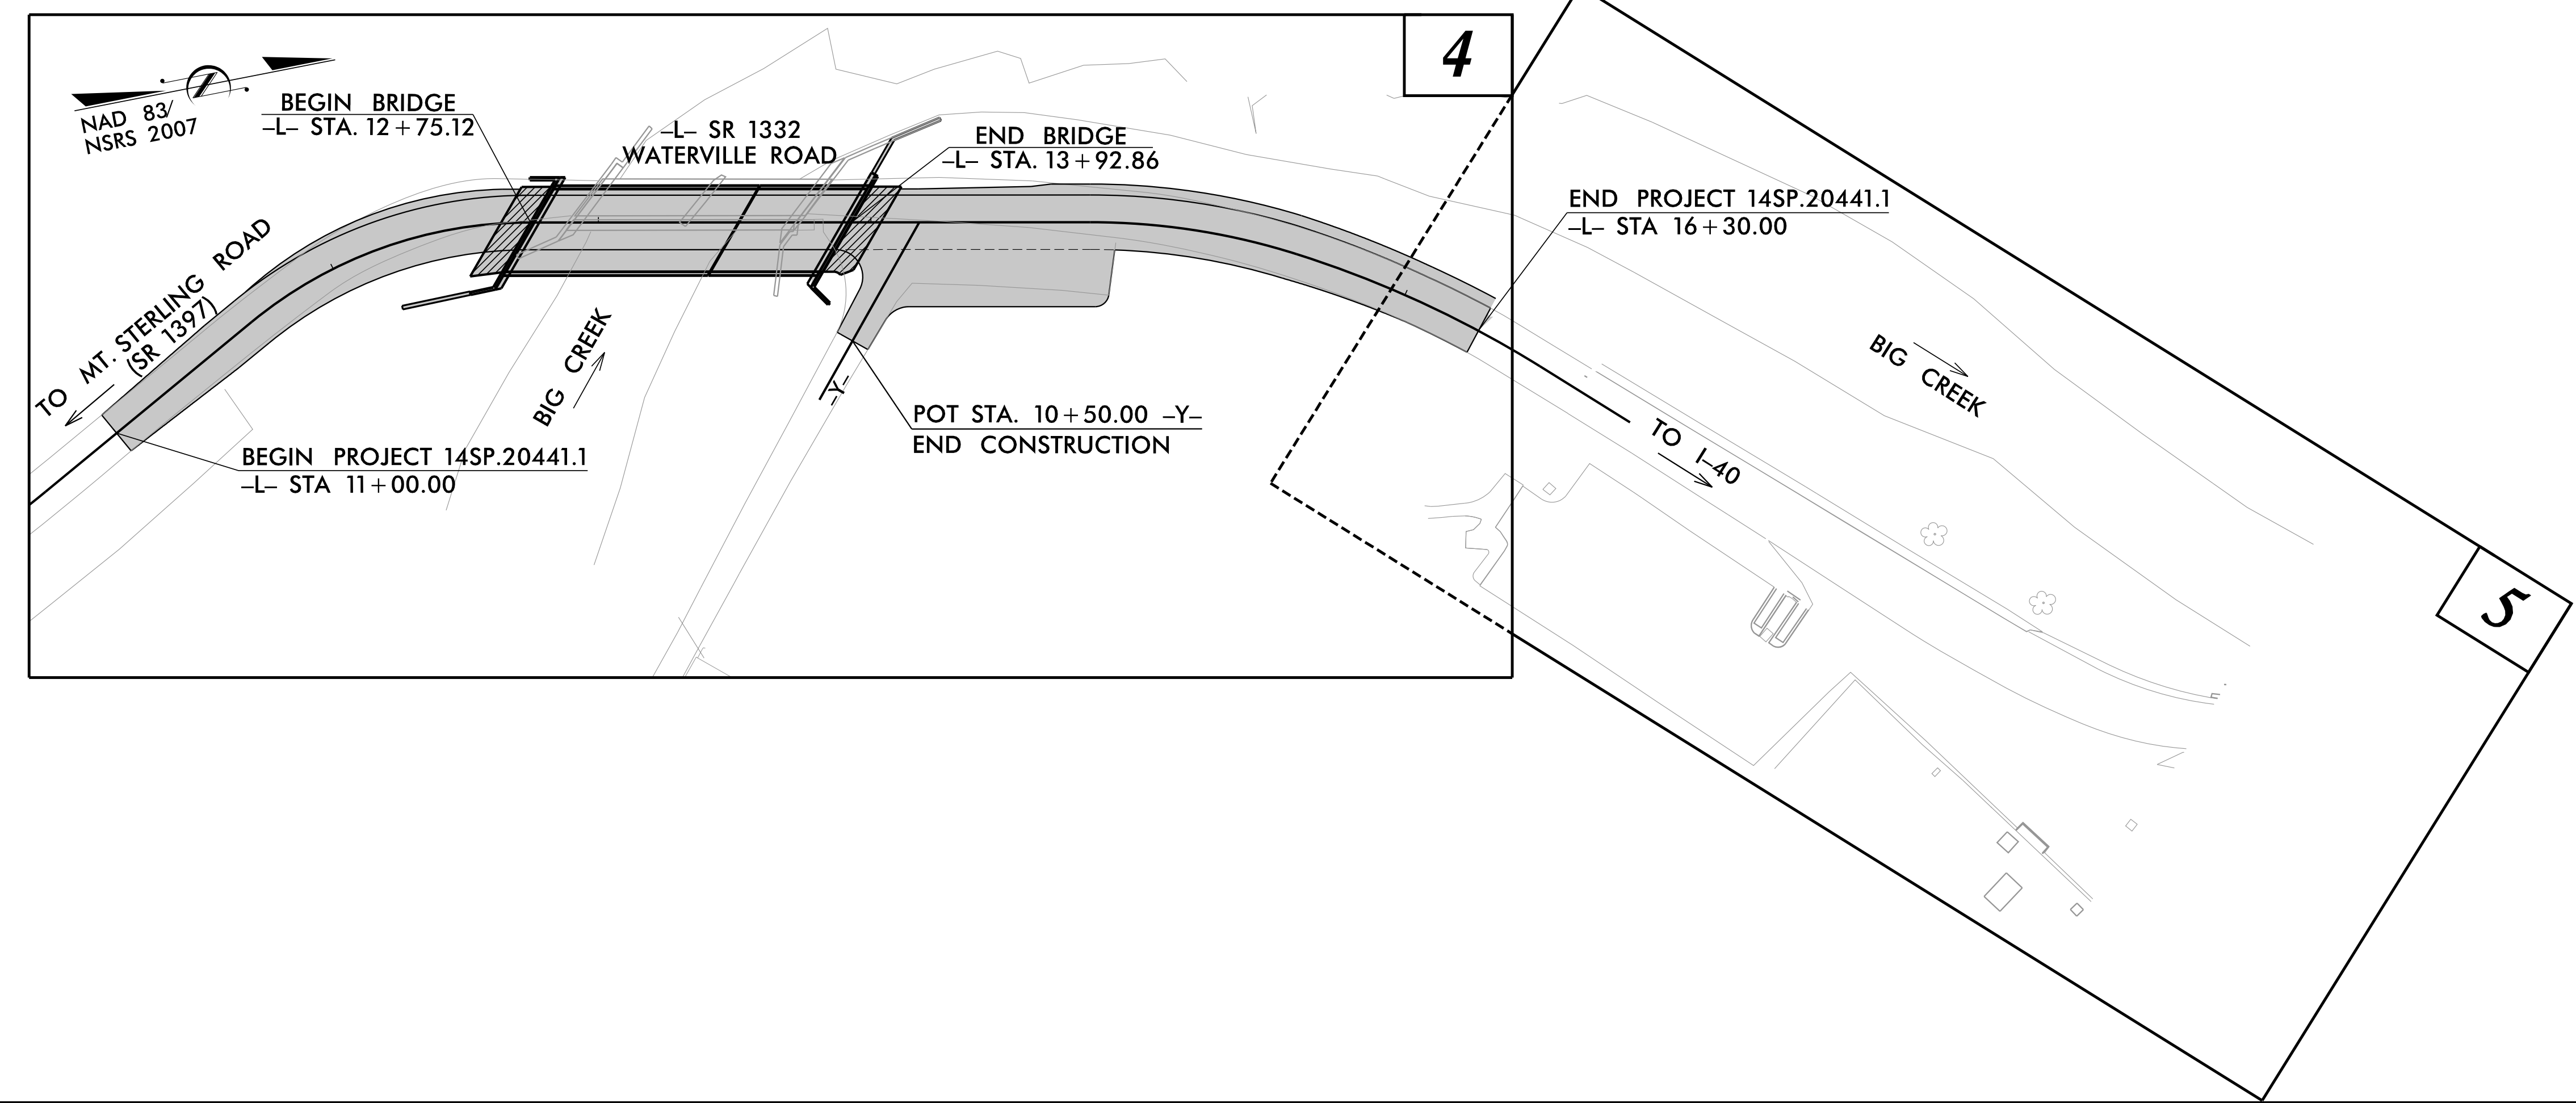 4
NAD 83/
NSRS 2007
BEGIN BRIDGE
–L– STA. 12+75.12
–L– SR 1332
WATERVILLE ROAD
END BRIDGE
–L– STA. 13+92.86
END PROJECT 14SP.20441.1
–L– STA 16+30.00
TO MT. STERLING ROAD
(SR 1397)
BIG CREEK
BIG CREEK
–Y–
POT STA. 10+50.00 –Y–
END CONSTRUCTION
BEGIN PROJECT 14SP.20441.1
–L– STA 11+00.00
TO I–40
5